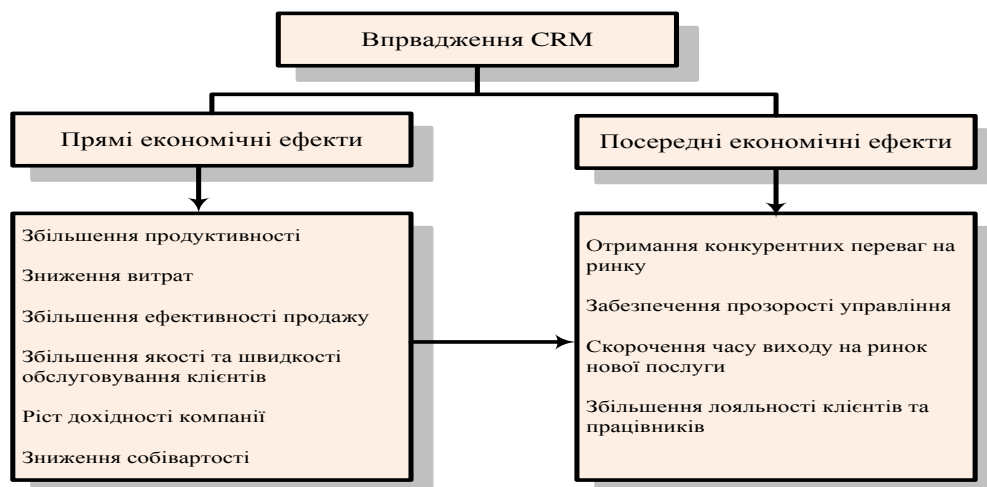 Впрвадження CRM
Прямі економічні ефекти
Посередні економічні ефекти
Збільшення продуктивності
Зниження витрат
Збільшення ефективності продажу
Збільшення якості та швидкості
обслуговування клієнтів
Ріст дохідності компанії
Зниження собівартості
Отримання конкурентних переваг на
ринку
Забезпечення прозорості управління
Скорочення часу виходу на ринок
нової послуги
Збільшення лояльності клієнтів та
працівників